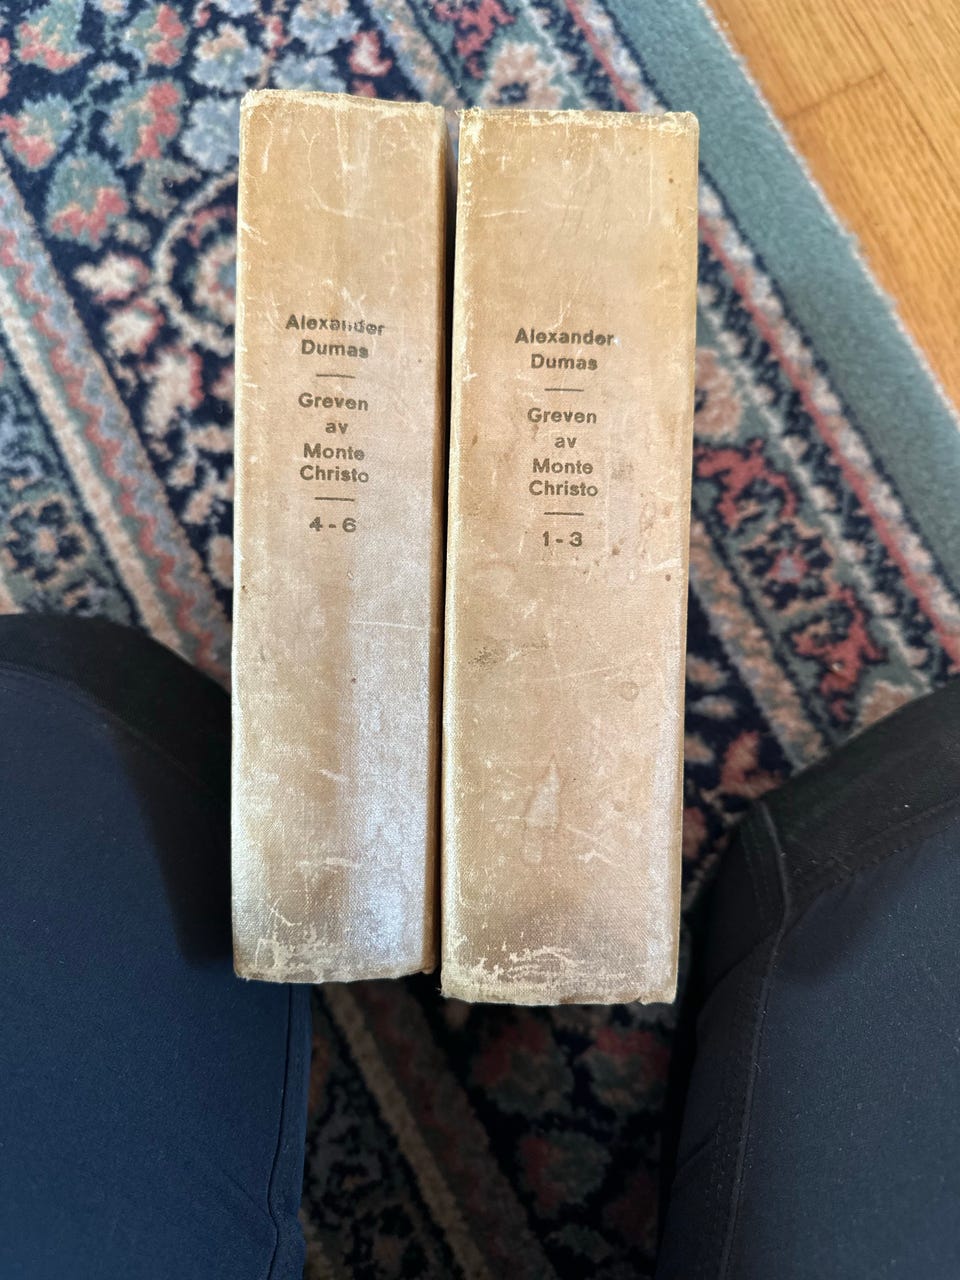 Alexander
Dumas
Greven
av
Monte
Christo
4-6
Alexander
Dumas
Greven
av
Monte
Christo
1-3